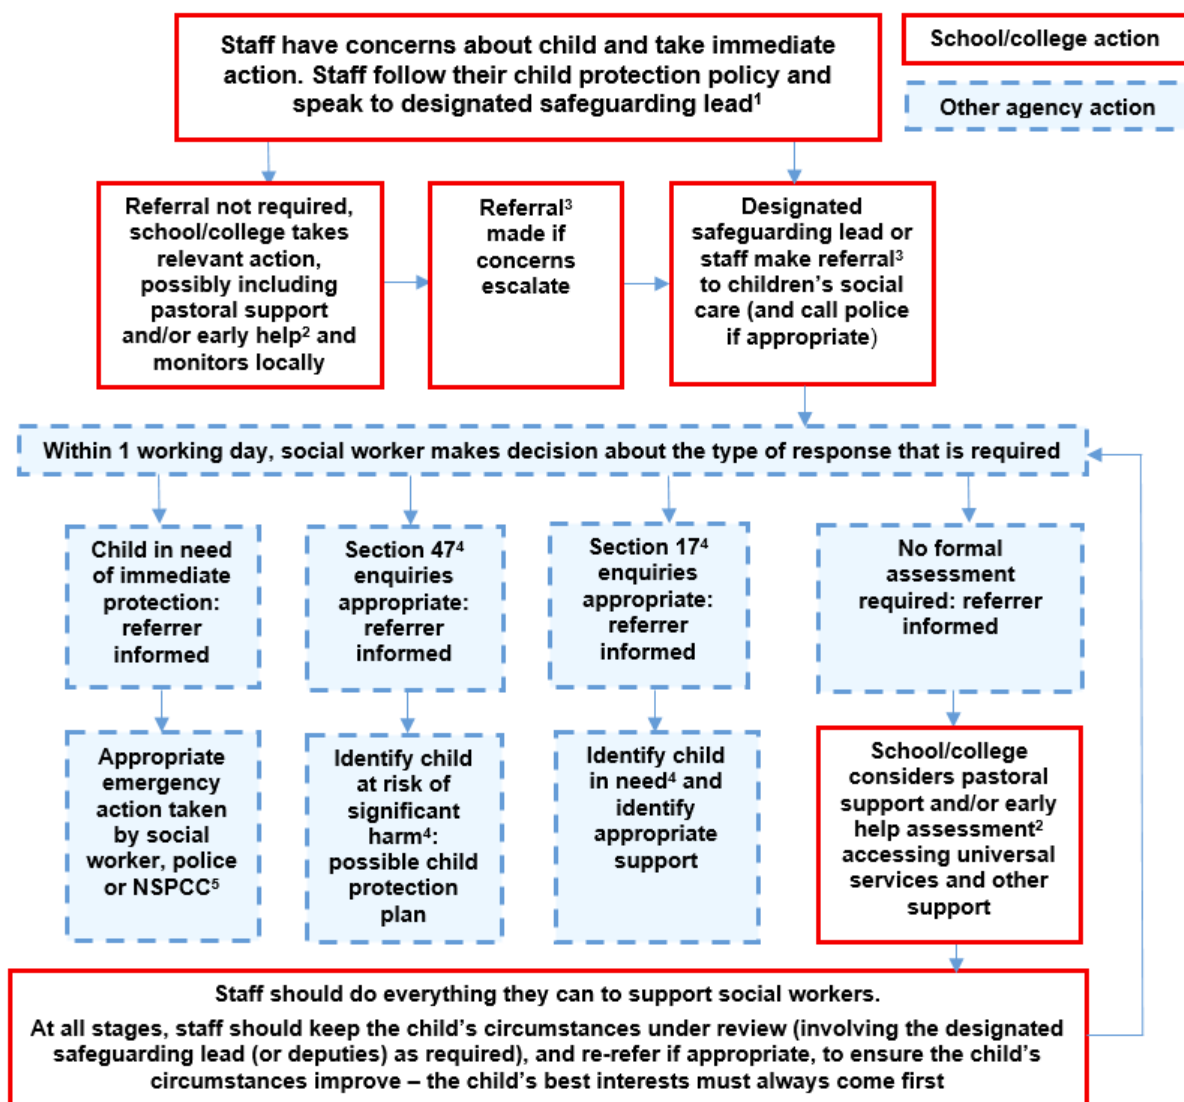 Staff have concerns about child and take immediate
action. Staff follow their child protection policy and
speak to designated safeguarding lead¹
School/college action
Other agency action
Referral not required,
school/college takes
relevant action,
possibly including
pastoral support
and/or early help² and
monitors locally
Referral³
made if
concerns
escalate
Designated
safeguarding lead or
staff make referral³
to children’s social
care (and call police
if appropriate)
Within 1 working day, social worker makes decision about the type of response that is required
Child in need
of immediate
protection:
referrer
informed
Section 47⁴
enquiries
appropriate:
referrer
informed
Section 17⁴
enquiries
appropriate:
referrer
informed
No formal
assessment
required: referrer
informed
Appropriate
emergency
action taken
by social
worker, police
or NSPCC⁵
Identify child
at risk of
significant
harm⁴:
possible child
protection
plan
Identify child
in need⁴ and
identify
appropriate
support
School/college
considers pastoral
support and/or early
help assessment²
accessing universal
services and other
support
Staff should do everything they can to support social workers.
At all stages, staff should keep the child’s circumstances under review (involving the designated
safeguarding lead (or deputies) as required), and re-refer if appropriate, to ensure the child’s
circumstances improve – the child’s best interests must always come first